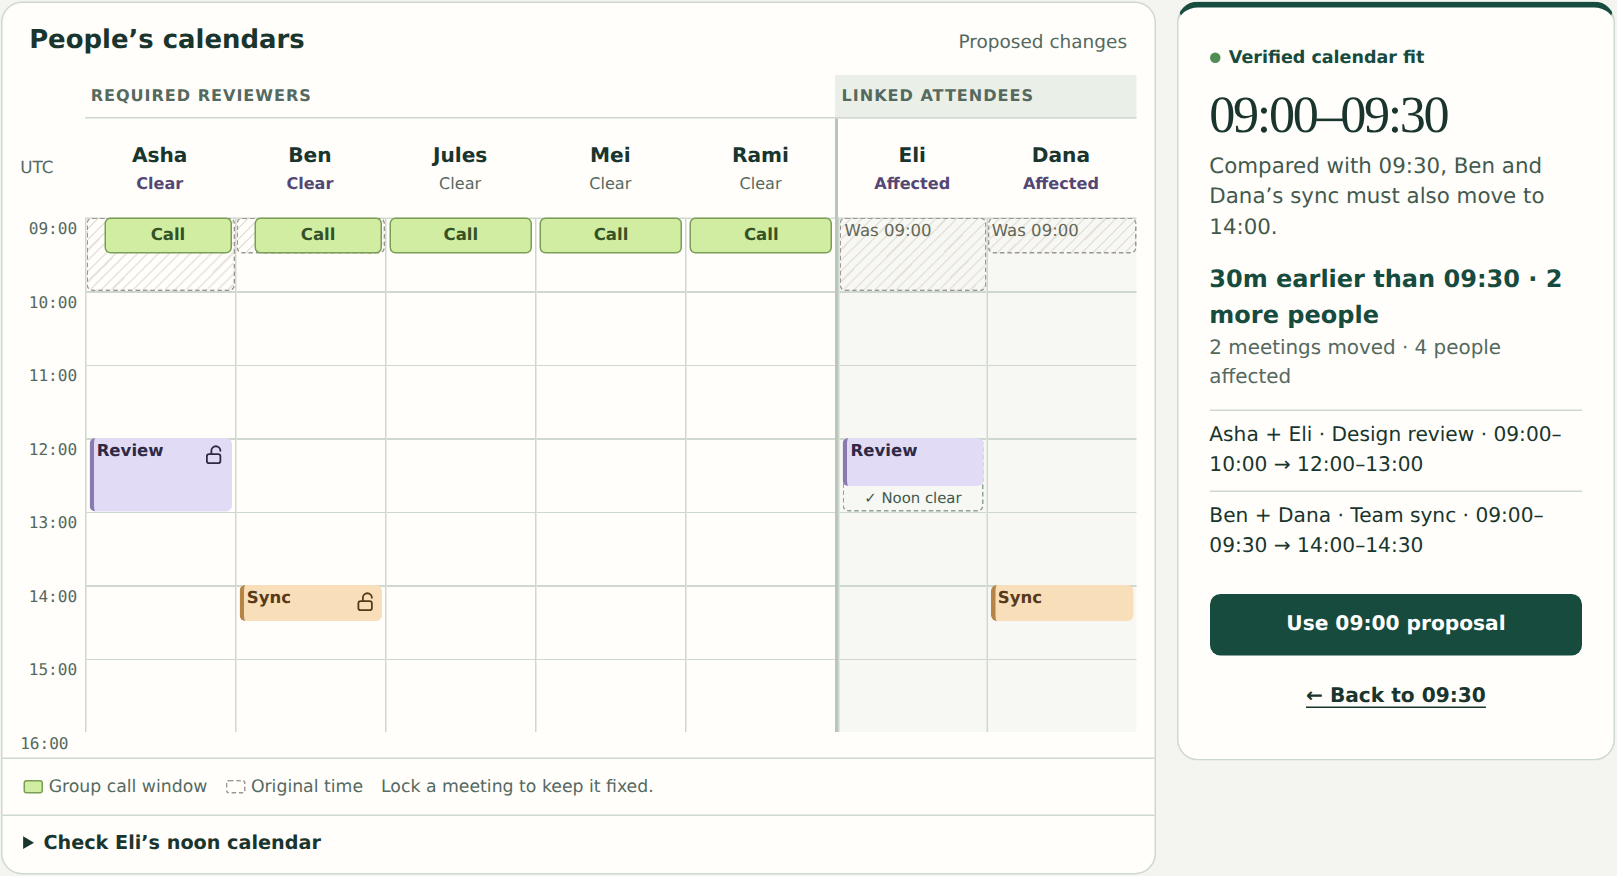 People’s calendars
Proposed changes
REQUIRED REVIEWERS
LINKED ATTENDEES
UTC
Asha
Ben
Jules
Mei
Rami
Eli
Dana
Clear
Clear
Clear
Clear
Clear
Affected
Affected
09:00
Call
Call
Call
Call
Call
Was 09:00
Was 09:00
10:00
11:00
12:00
Review
Review
✓ Noon clear
13:00
14:00
Sync
Sync
15:00
16:00
Group call window
Original time
Lock a meeting to keep it fixed.
▶ Check Eli’s noon calendar
Verified calendar fit
09:00–09:30
Compared with 09:30, Ben and
Dana’s sync must also move to
14:00.
30m earlier than 09:30 · 2
more people
2 meetings moved · 4 people
affected
Asha + Eli · Design review · 09:00–
10:00 → 12:00–13:00
Ben + Dana · Team sync · 09:00–
09:30 → 14:00–14:30
Use 09:00 proposal
← Back to 09:30